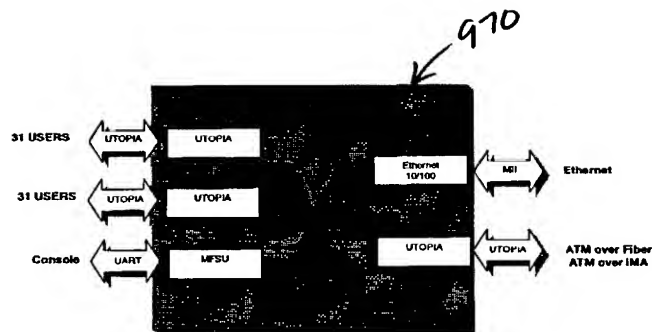 970
31 USERS
UTOPIA
UTOPIA
31 USERS
UTOPIA
UTOPIA
Console
UART
MFSU
Ethernet
10/100
MII
Ethernet
UTOPIA
UTOPIA
ATM over Fiber
ATM over IMA